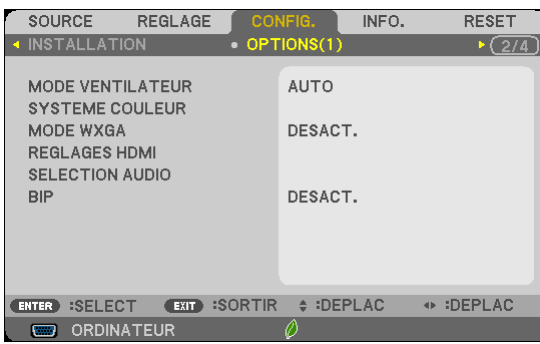 SOURCE REGLAGE CONFIG. INFO. RESET
INSTALLATION OPTIONS(1) 2/4
MODE VENTILATEUR AUTO
SYSTEME COULEUR
MODE WXGA DESACT.
REGLAGES HDMI
SELECTION AUDIO
BIP DESACT.
ENTER :SELECT EXIT :SORTIR :DEPLAC :DEPLAC
ORDINATEUR